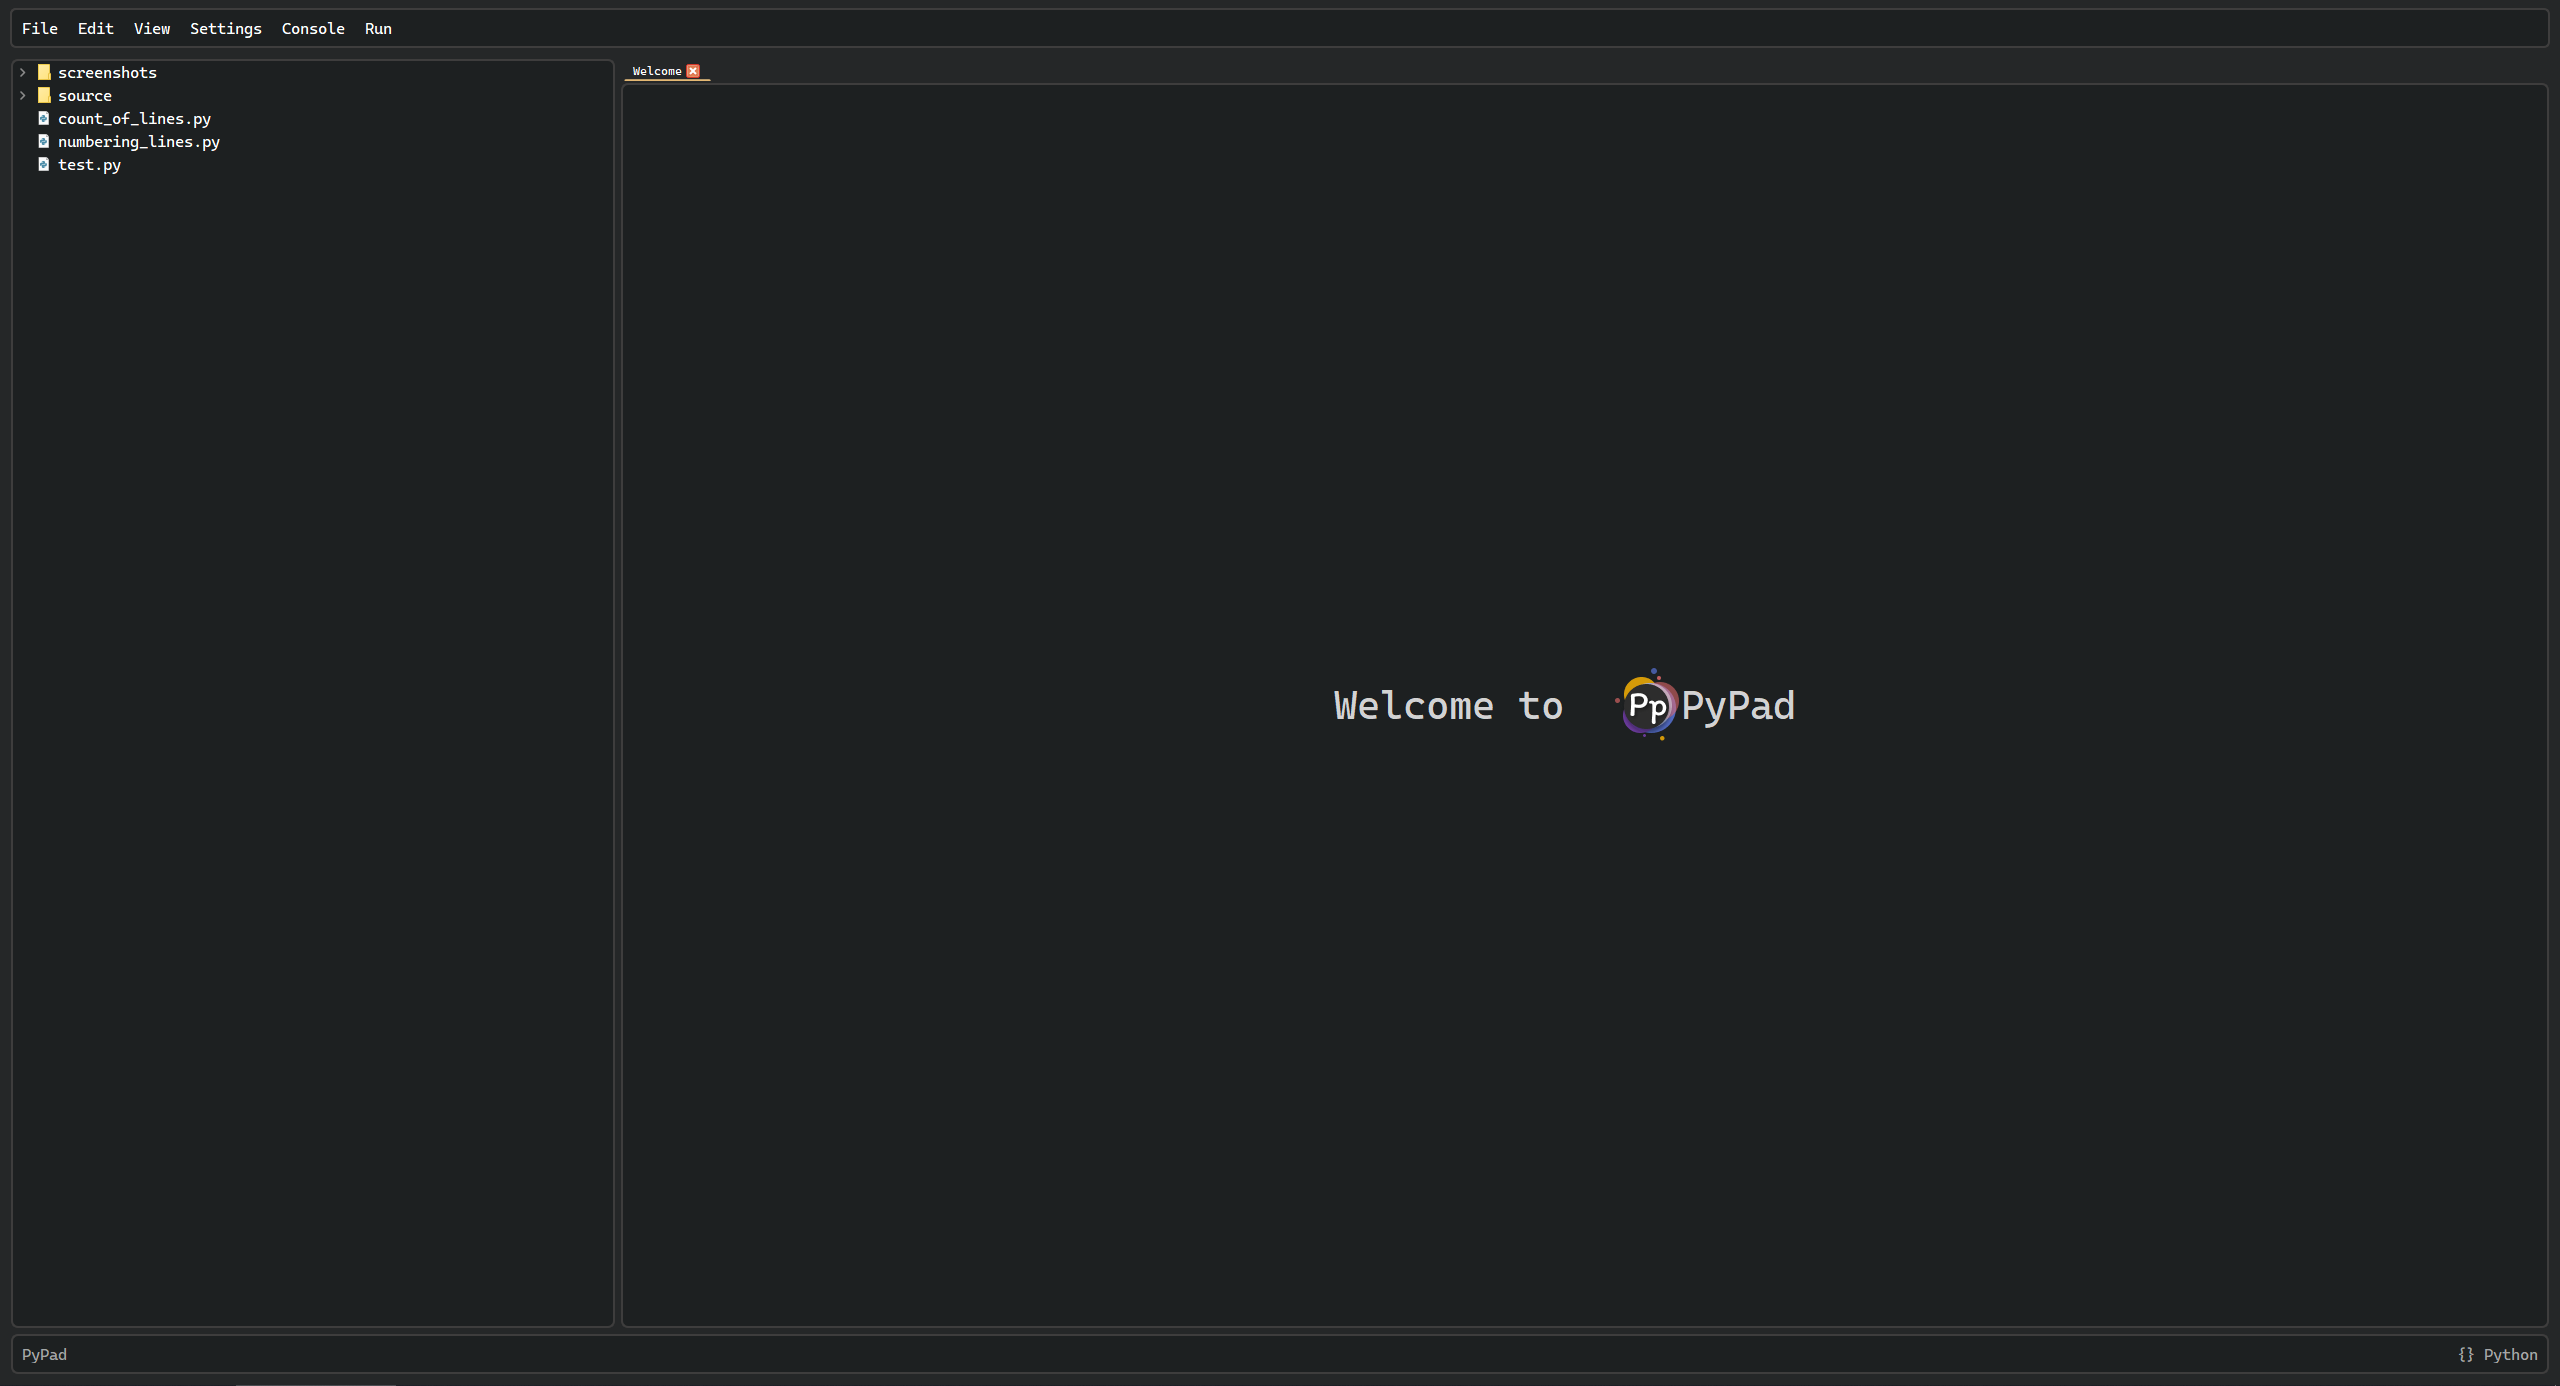 File Edit View Settings Console Run
screenshots
source
count_of_lines.py
numbering_lines.py
test.py
Welcome
Welcome to Pp PyPad
PyPad
{} Python